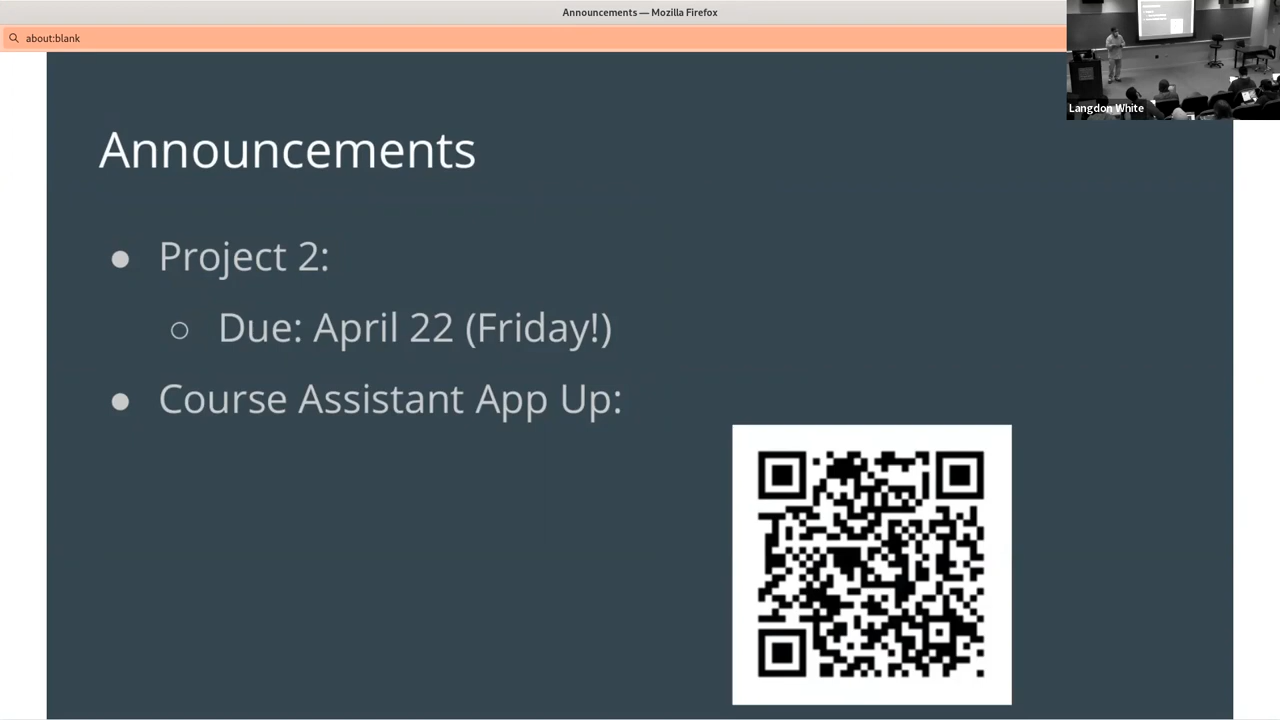 Announcements — Mozilla Firefox
about:blank
Langdon White
Announcements
● Project 2:
○ Due: April 22 (Friday!)
● Course Assistant App Up: